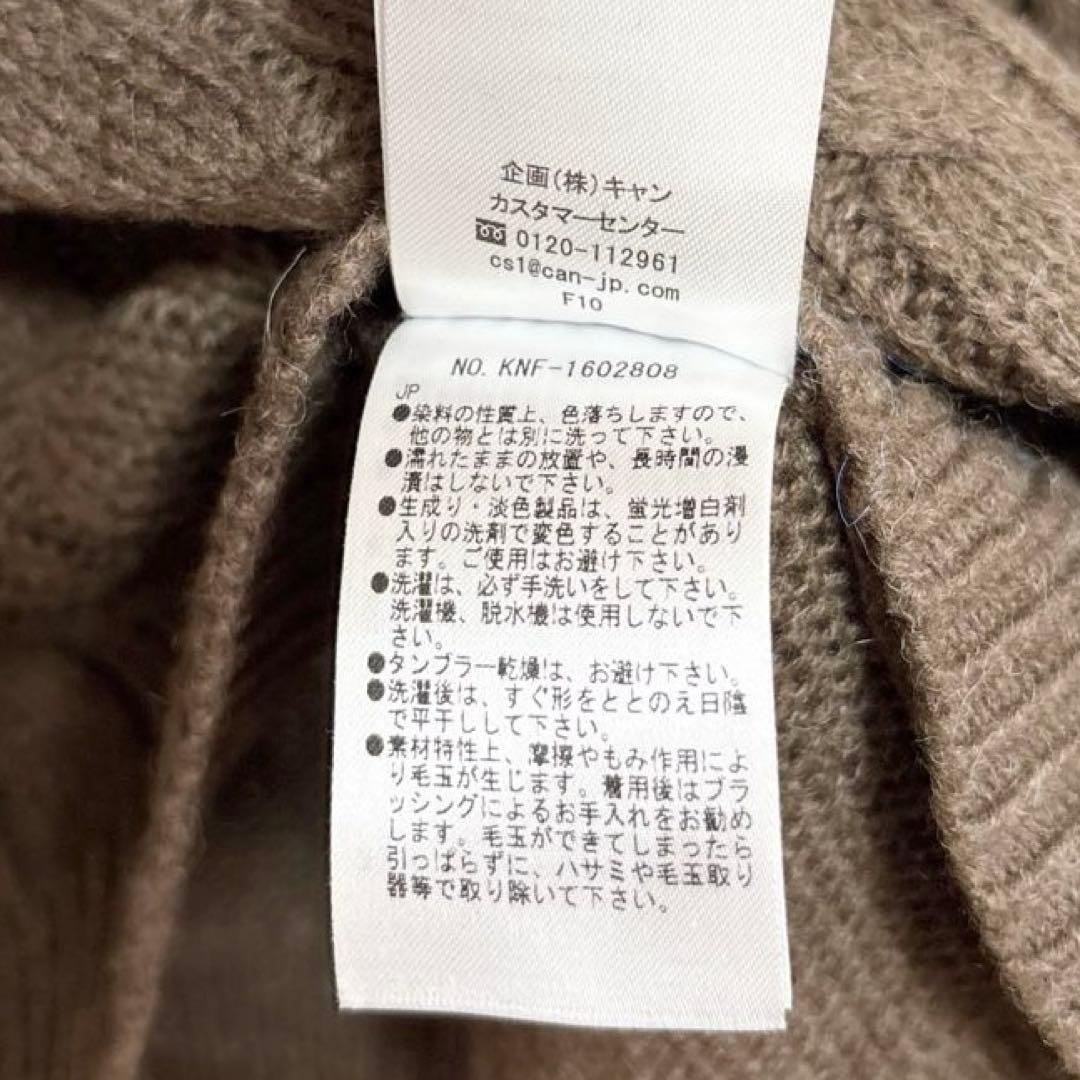 企画(株)キャン
カスタマーセンター
0120-112961
cs1@can-jp.com
F10
NO. KNF-1602808
JP
●染料の性質上、色落ちしますので、
他の物とは別に洗って下さい。
●濡れたままの放置や、長時間の浸
漬はしないで下さい。
●生成り・淡色製品は、蛍光増白剤
入りの洗剤で変色することがあり
ます。ご使用はお避け下さい。
●洗濯は、必ず手洗いをして下さい。
洗濯機、脱水機は使用しないで下
さい。
●タンブラー乾燥は、お避け下さい。
●洗濯後は、すぐ形をととのえ日陰
で平干しして下さい。
●素材特性上、摩擦やもみ作用によ
り毛玉が生じます。着用後はブラ
ッシングによるお手入れをお勧め
します。毛玉ができてしまったら
引っぱらずに、ハサミや毛玉取り
器等で取り除いて下さい。